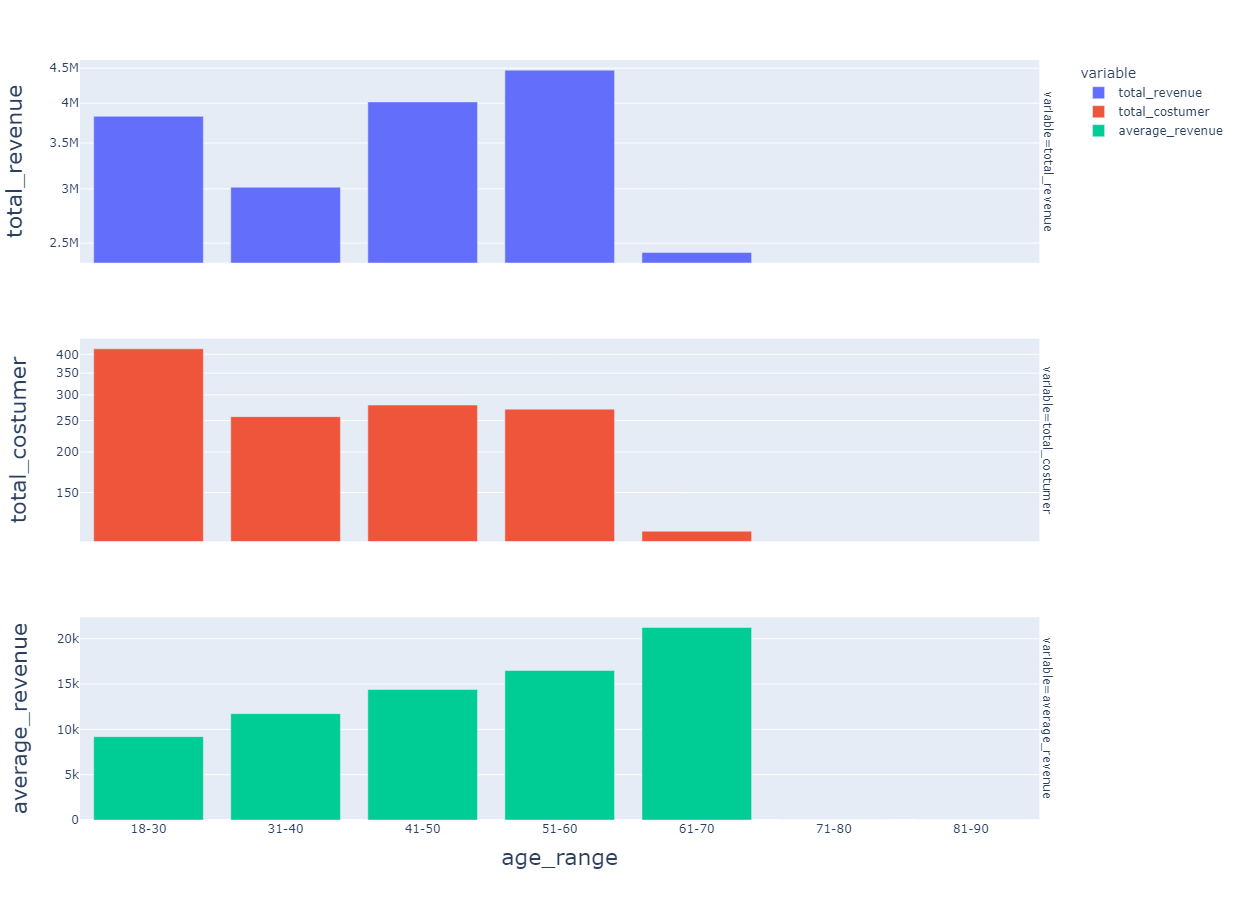 4.5M
4M
3.5M
3M
2.5M
total_revenue
variable=total_revenue
variable
total_revenue
total_costumer
average_revenue
400
350
300
250
200
150
total_costumer
variable=total_costumer
20k
15k
10k
5k
0
average_revenue
variable=average_revenue
18-30 31-40 41-50 51-60 61-70 71-80 81-90
age_range